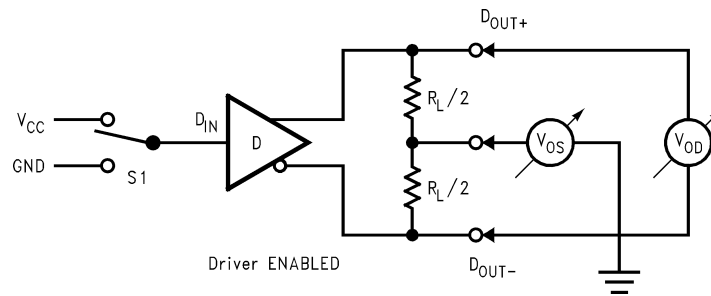 DOUT+
VCC
DIN
D
RL/2
VOS
VOD
GND
S1
RL/2
Driver ENABLED
DOUT-